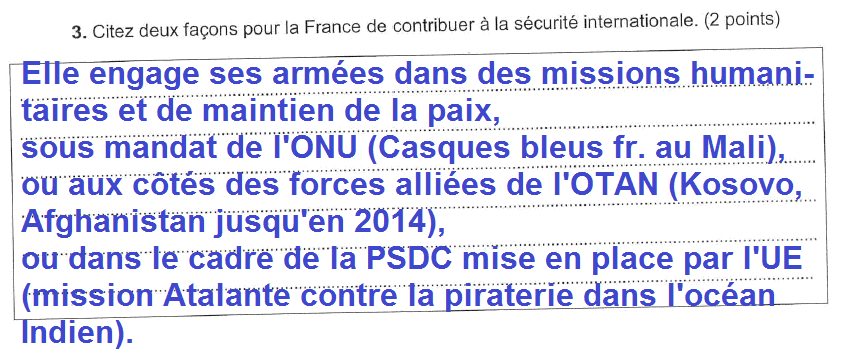 3. Citez deux façons pour la France de contribuer à la sécurité internationale. (2 points)
Elle engage ses armées dans des missions humani-
taires et de maintien de la paix,
sous mandat de l'ONU (Casques bleus fr. au Mali),
ou aux côtés des forces alliées de l'OTAN (Kosovo,
Afghanistan jusqu'en 2014),
ou dans le cadre de la PSDC mise en place par l'UE
(mission Atalante contre la piraterie dans l'océan
Indien).